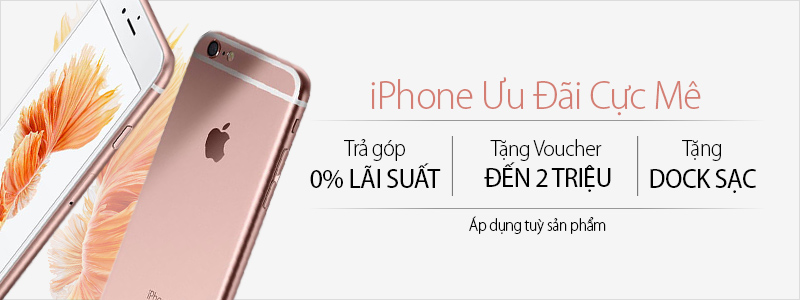 iPhone Ưu Đãi Cực Mê
Trả góp
0% LÃI SUẤT
Tặng Voucher
ĐẾN 2 TRIỆU
Tặng
DOCK SẠC
Áp dụng tuỳ sản phẩm